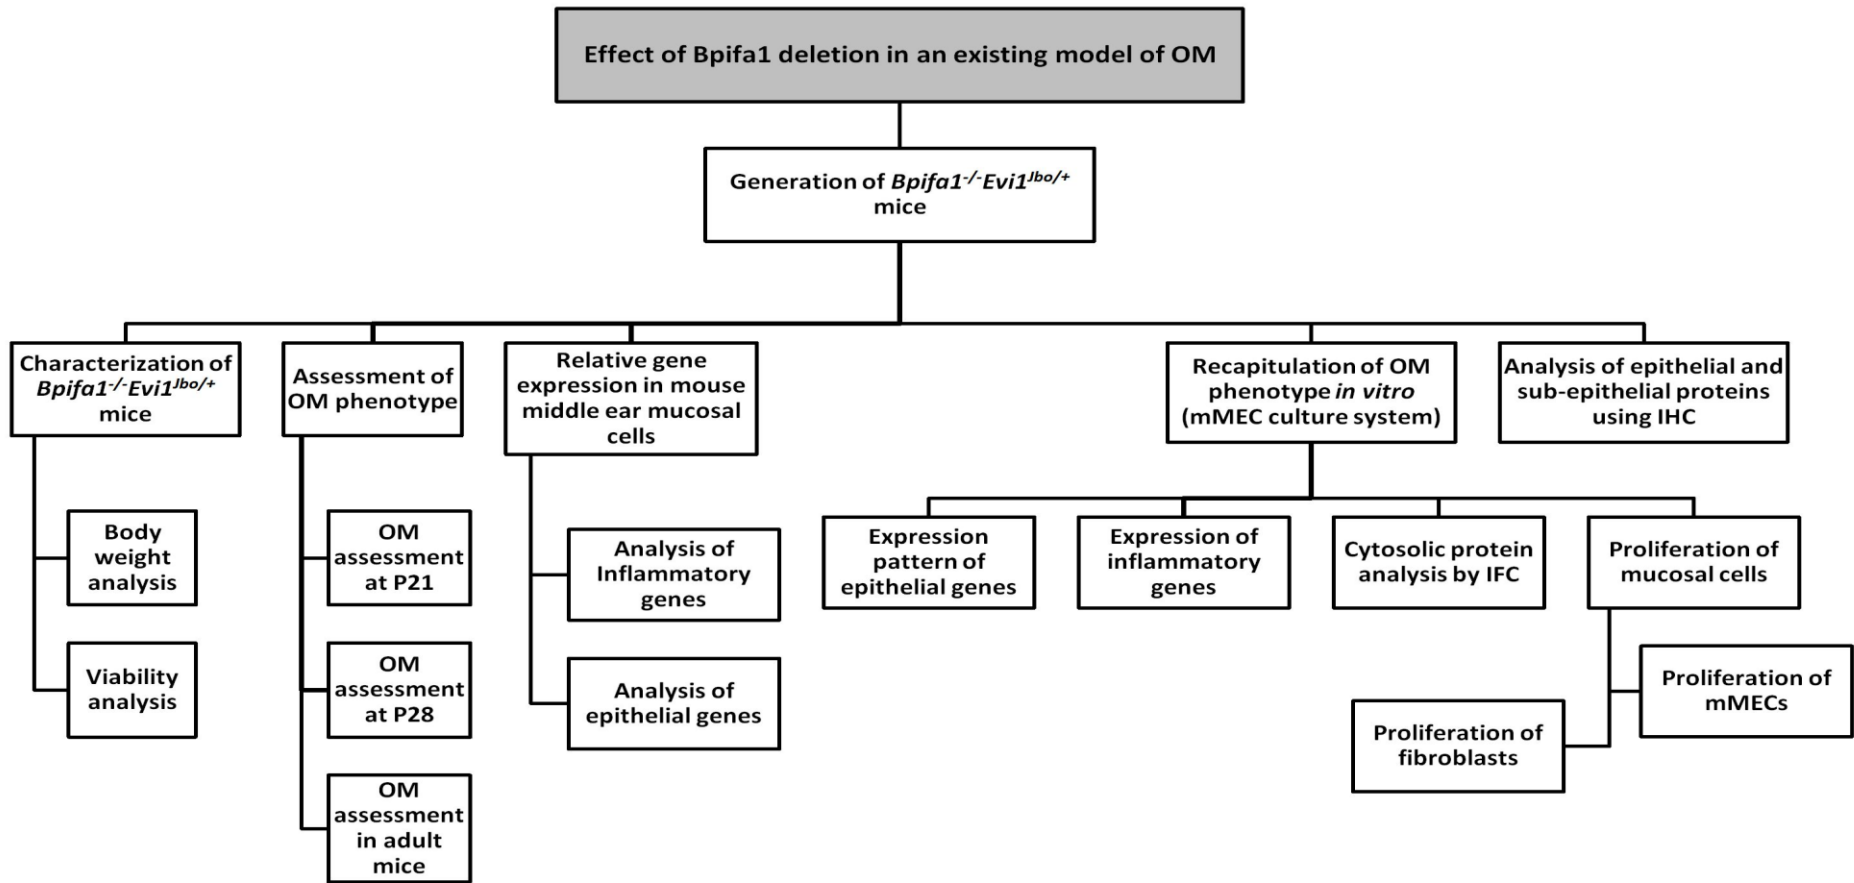 Effect of Bpifa1 deletion in an existing model of OM
Generation of Bpifa1-/-Evi1Jbo/+
mice
Characterization of
Bpifa1-/-Evi1Jbo/+
mice
Assessment of
OM phenotype
Relative gene
expression in mouse
middle ear mucosal
cells
Recapitulation of OM
phenotype in vitro
(mMEC culture system)
Analysis of epithelial and
sub-epithelial proteins
using IHC
Body
weight
analysis
Viability
analysis
OM
assessment
at P21
OM
assessment
at P28
OM
assessment
in adult
mice
Analysis of
Inflammatory
genes
Analysis of
epithelial genes
Expression
pattern of
epithelial genes
Expression of
inflammatory
genes
Cytosolic protein
analysis by IFC
Proliferation of
mucosal cells
Proliferation of
mMECs
Proliferation of
fibroblasts